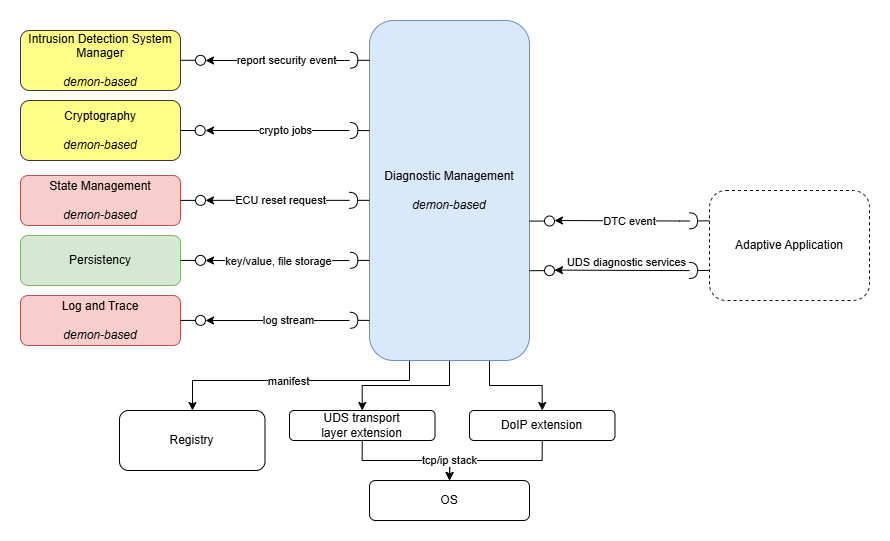 Intrusion Detection System
Manager
demon-based
report security event
Cryptography
demon-based
crypto jobs
State Management
demon-based
ECU reset request
Persistency
key/value, file storage
Log and Trace
demon-based
log stream
Diagnostic Management
demon-based
DTC event
UDS diagnostic services
Adaptive Application
manifest
Registry
UDS transport
layer extension
DoIP extension
tcp/ip stack
OS